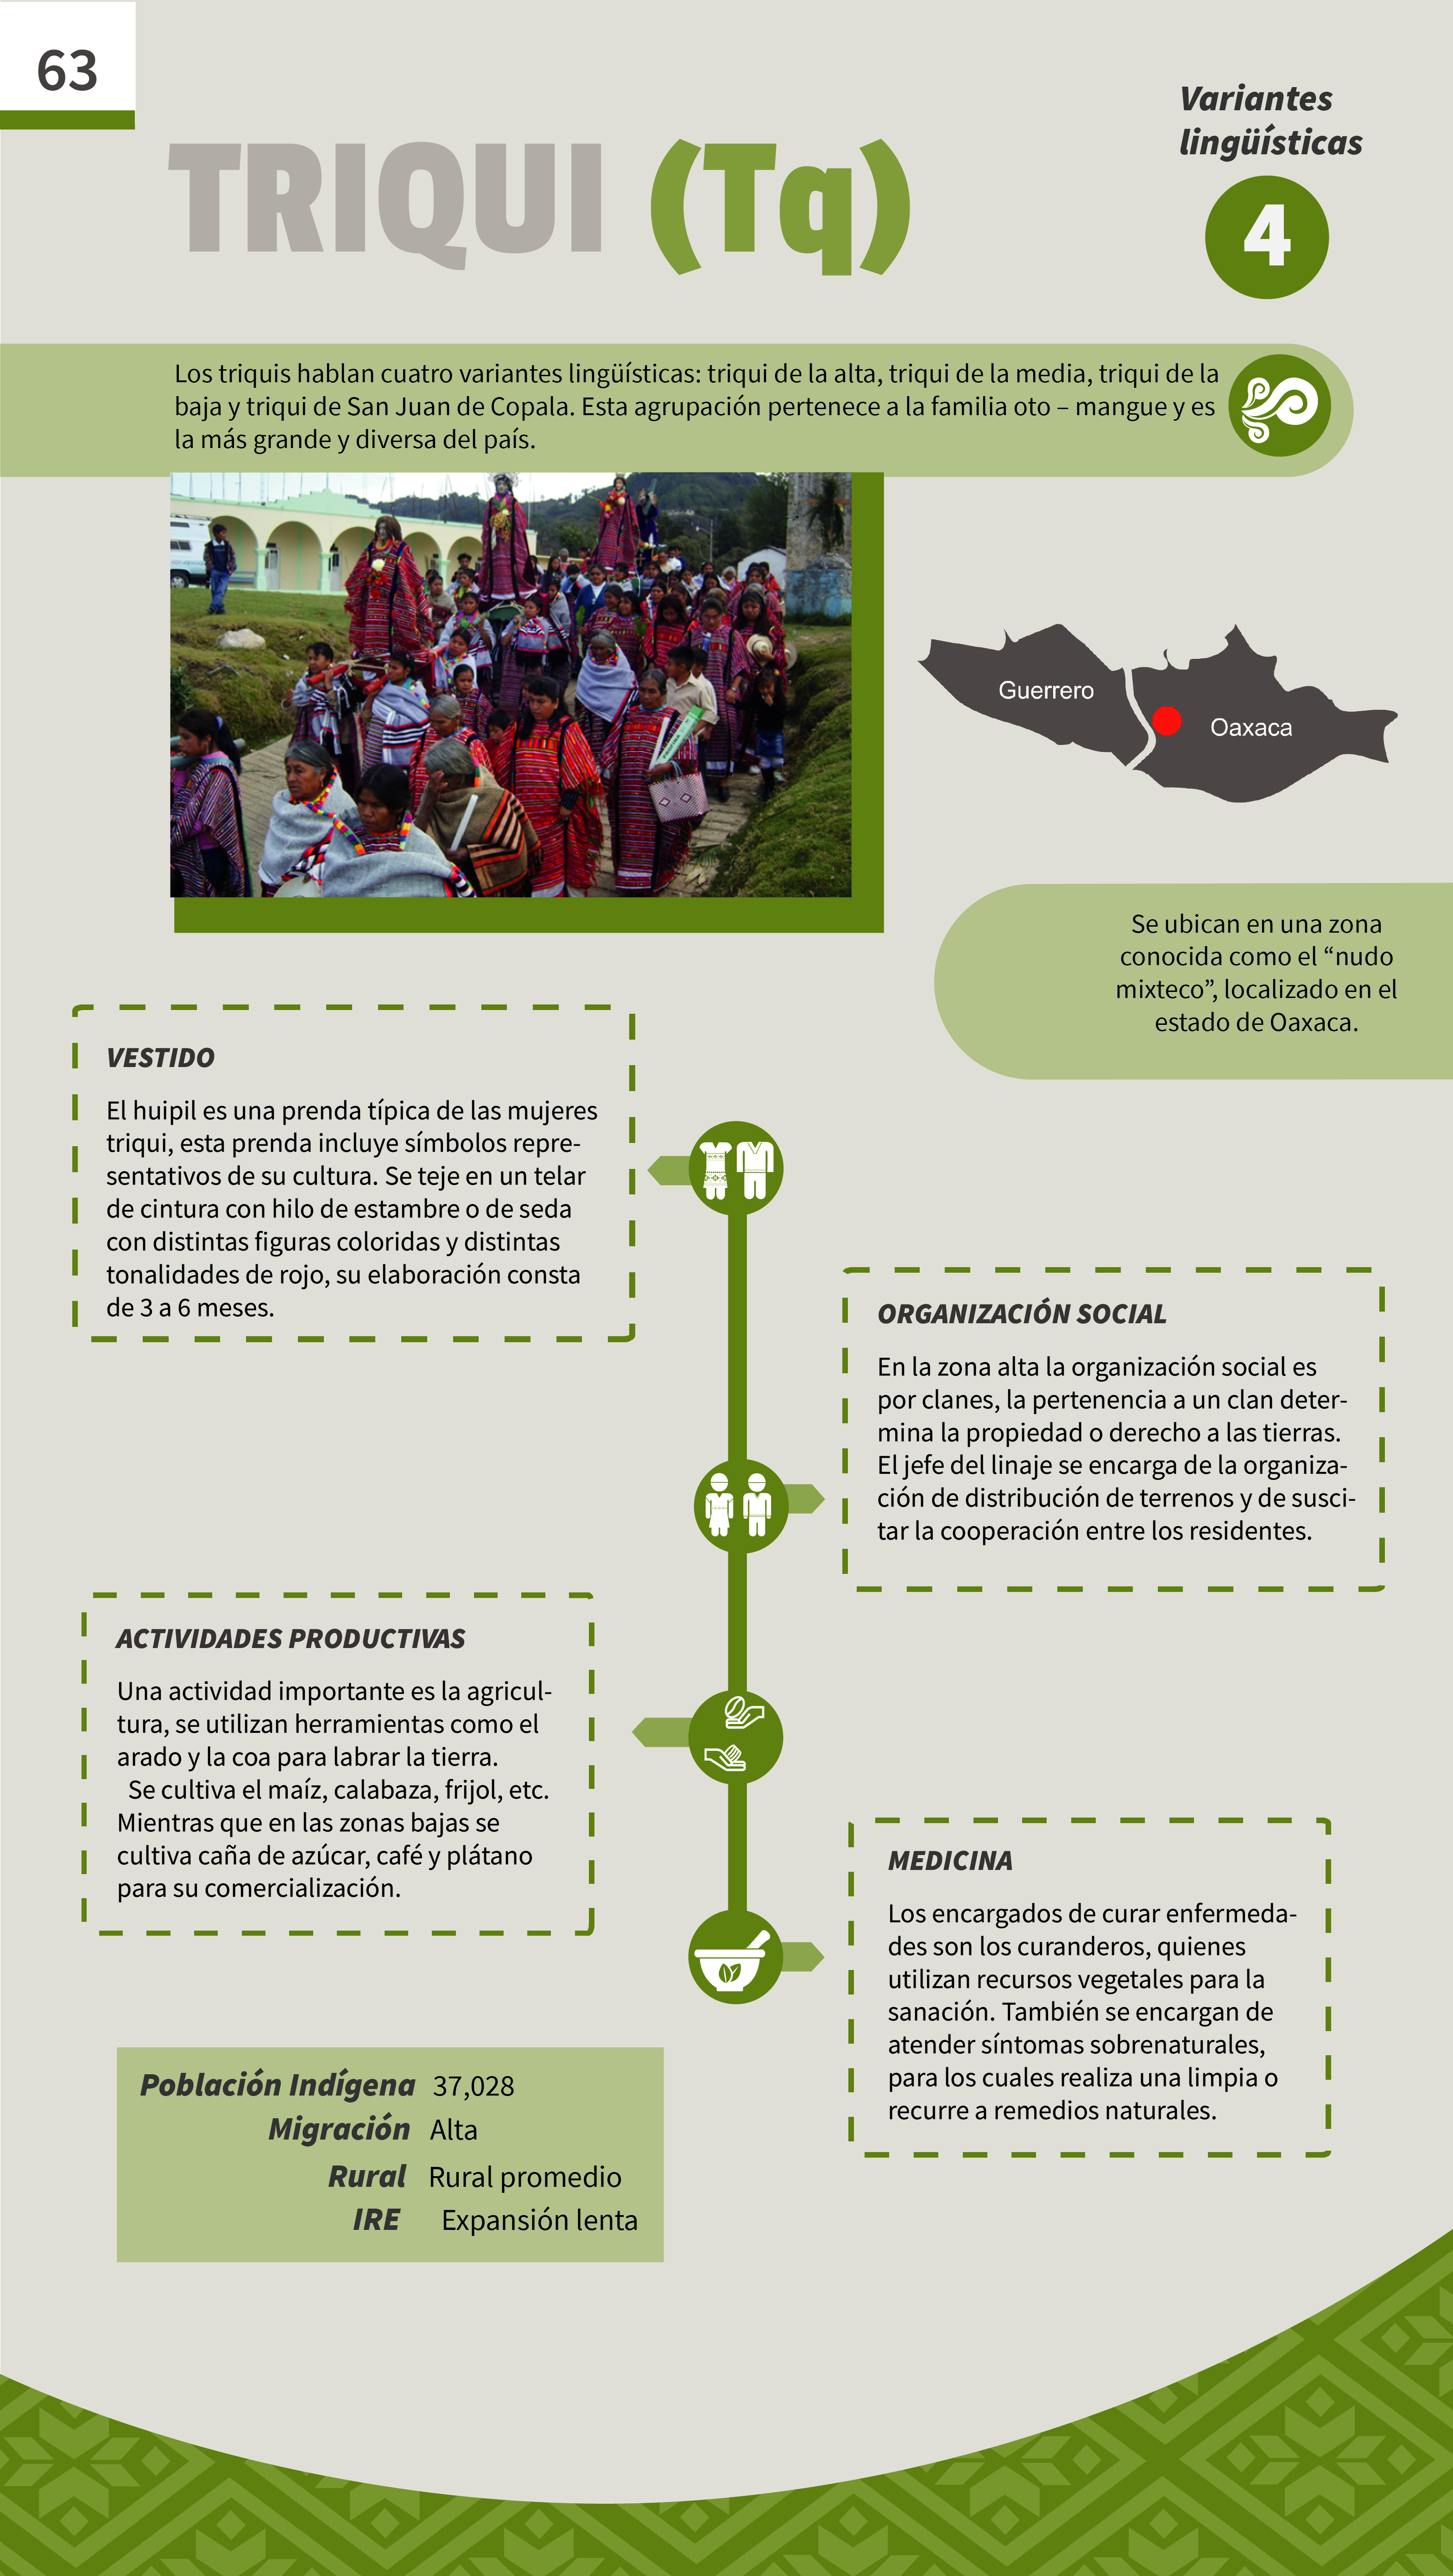 63
Variantes
lingüísticas
4
TRIQUI (Tq)
Los triquis hablan cuatro variantes lingüísticas: triqui de la alta, triqui de la media, triqui de la
baja y triqui de San Juan de Copala. Esta agrupación pertenece a la familia oto – mangue y es
la más grande y diversa del país.
Guerrero
Oaxaca
Se ubican en una zona
conocida como el “nudo
mixteco”, localizado en el
estado de Oaxaca.
VESTIDO
El huipil es una prenda típica de las mujeres
triqui, esta prenda incluye símbolos repre-
sentativos de su cultura. Se teje en un telar
de cintura con hilo de estambre o de seda
con distintas figuras coloridas y distintas
tonalidades de rojo, su elaboración consta
de 3 a 6 meses.
ORGANIZACIÓN SOCIAL
En la zona alta la organización social es
por clanes, la pertenencia a un clan deter-
mina la propiedad o derecho a las tierras.
El jefe del linaje se encarga de la organiza-
ción de distribución de terrenos y de susci-
tar la cooperación entre los residentes.
ACTIVIDADES PRODUCTIVAS
Una actividad importante es la agricul-
tura, se utilizan herramientas como el
arado y la coa para labrar la tierra.
Se cultiva el maíz, calabaza, frijol, etc.
Mientras que en las zonas bajas se
cultiva caña de azúcar, café y plátano
para su comercialización.
MEDICINA
Los encargados de curar enfermeda-
des son los curanderos, quienes
utilizan recursos vegetales para la
sanación. También se encargan de
atender síntomas sobrenaturales,
para los cuales realiza una limpia o
recurre a remedios naturales.
Población Indígena 37,028
Migración Alta
Rural Rural promedio
IRE Expansión lenta